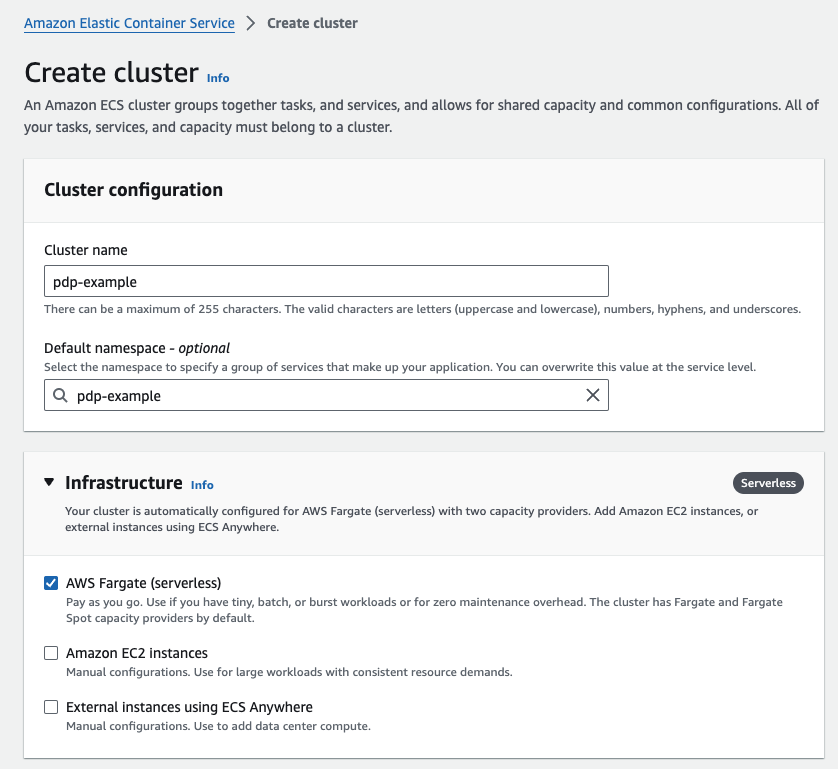 Amazon Elastic Container Service > Create cluster
Create cluster Info
An Amazon ECS cluster groups together tasks, and services, and allows for shared capacity and common configurations. All of
your tasks, services, and capacity must belong to a cluster.
Cluster configuration
Cluster name
pdp-example
There can be a maximum of 255 characters. The valid characters are letters (uppercase and lowercase), numbers, hyphens, and underscores.
Default namespace - optional
Select the namespace to specify a group of services that make up your application. You can overwrite this value at the service level.
pdp-example
Infrastructure Info
Serverless
Your cluster is automatically configured for AWS Fargate (serverless) with two capacity providers. Add Amazon EC2 instances, or
external instances using ECS Anywhere.
AWS Fargate (serverless)
Pay as you go. Use if you have tiny, batch, or burst workloads or for zero maintenance overhead. The cluster has Fargate and Fargate
Spot capacity providers by default.
Amazon EC2 instances
Manual configurations. Use for large workloads with consistent resource demands.
External instances using ECS Anywhere
Manual configurations. Use to add data center compute.